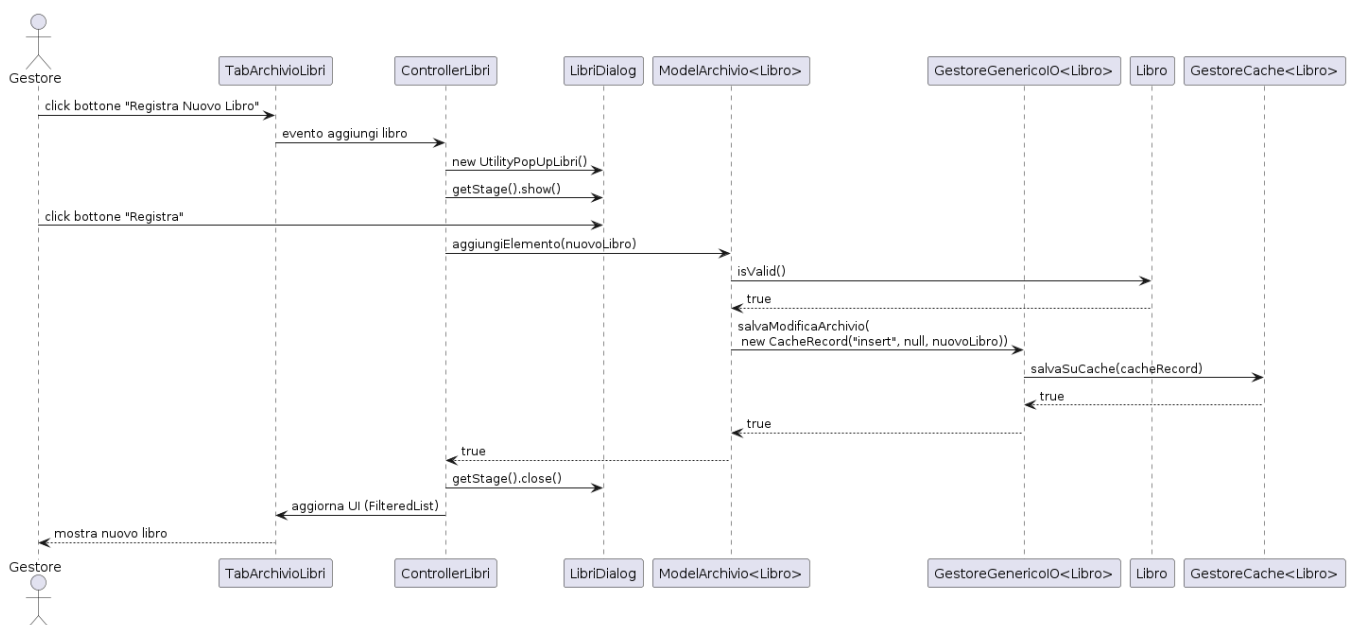 Gestore
TabArchivioLibri
ControllerLibri
LibriDialog
ModelArchivio<Libro>
GestoreGenericoIO<Libro>
Libro
GestoreCache<Libro>
click bottone "Registra Nuovo Libro"
evento aggiungi libro
new UtilityPopUpLibri()
getStage().show()
click bottone "Registra"
aggiungiElemento(nuovoLibro)
isValid()
true
salvaModificaArchivio(
new CacheRecord("insert", null, nuovoLibro))
salvaSuCache(cacheRecord)
true
true
true
getStage().close()
aggiorna UI (FilteredList)
mostra nuovo libro
Gestore
TabArchivioLibri
ControllerLibri
LibriDialog
ModelArchivio<Libro>
GestoreGenericoIO<Libro>
Libro
GestoreCache<Libro>